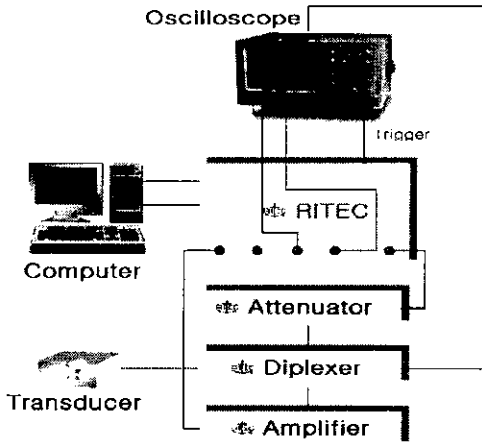 Oscilloscope
Trigger
RITEC
Computer
Attenuator
Diplexer
Transducer
Amplifier